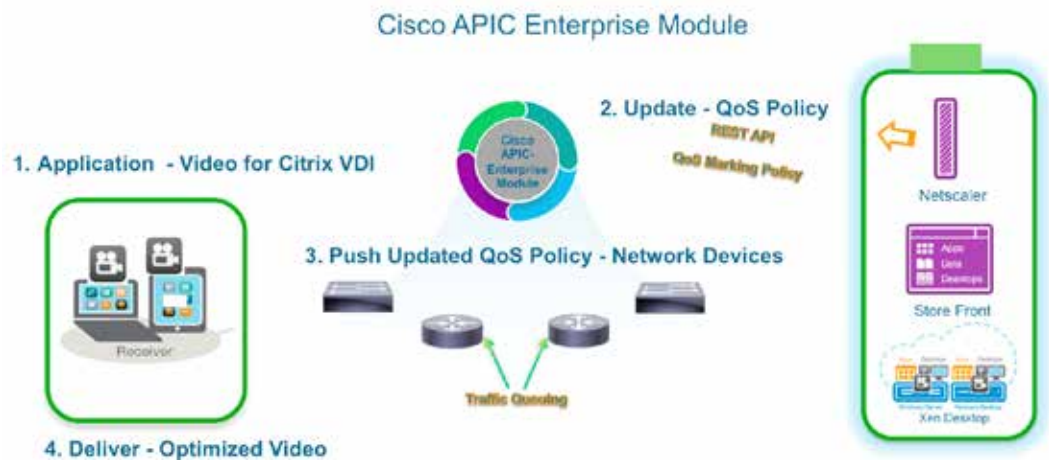 Cisco APIC Enterprise Module
2. Update - QoS Policy
REST API
QoS Marking Policy
1. Application - Video for Citrix VDI
Cisco
APIC-
Enterprise
Module
Netscaler
3. Push Updated QoS Policy - Network Devices
Apps
Data
Desktops
Store Front
Receiver
Traffic Queuing
Xen Desktop
4. Deliver - Optimized Video